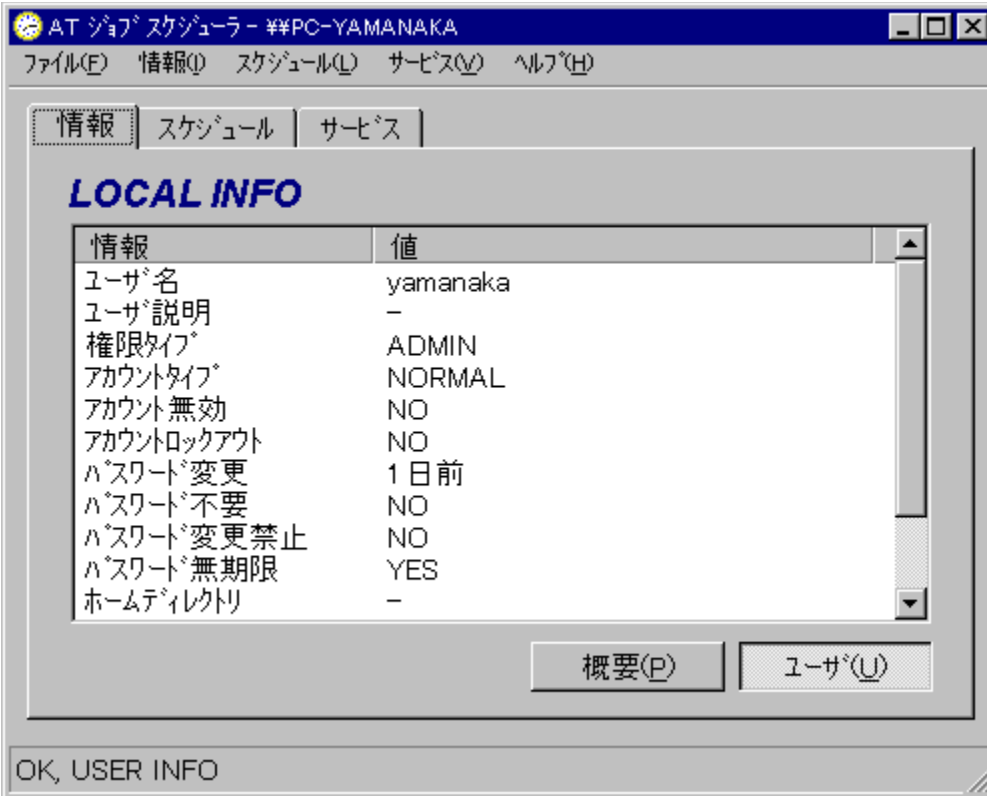 AT ｼﾞｮﾌﾞ ｽｹｼﾞｭｰﾗ - ¥¥PC-YAMANAKA
ﾌｧｲﾙ(F) 情報(I) ｽｹｼﾞｭｰﾙ(L) ｻｰﾋﾞｽ(V) ﾍﾙﾌﾟ(H)
情報 ｽｹｼﾞｭｰﾙ ｻｰﾋﾞｽ
LOCAL INFO
情報 値
ﾕｰｻﾞ名 yamanaka
ﾕｰｻﾞ説明 -
権限ﾀｲﾌﾟ ADMIN
ｱｶｳﾝﾄﾀｲﾌﾟ NORMAL
ｱｶｳﾝﾄ無効 NO
ｱｶｳﾝﾄﾛｯｸｱｳﾄ NO
ﾊﾟｽﾜｰﾄﾞ変更 1 日前
ﾊﾟｽﾜｰﾄﾞ不要 NO
ﾊﾟｽﾜｰﾄﾞ変更禁止 NO
ﾊﾟｽﾜｰﾄﾞ無期限 YES
ﾎｰﾑﾃﾞｨﾚｸﾄﾘ -
概要(P) ﾕｰｻﾞ(U)
OK, USER INFO